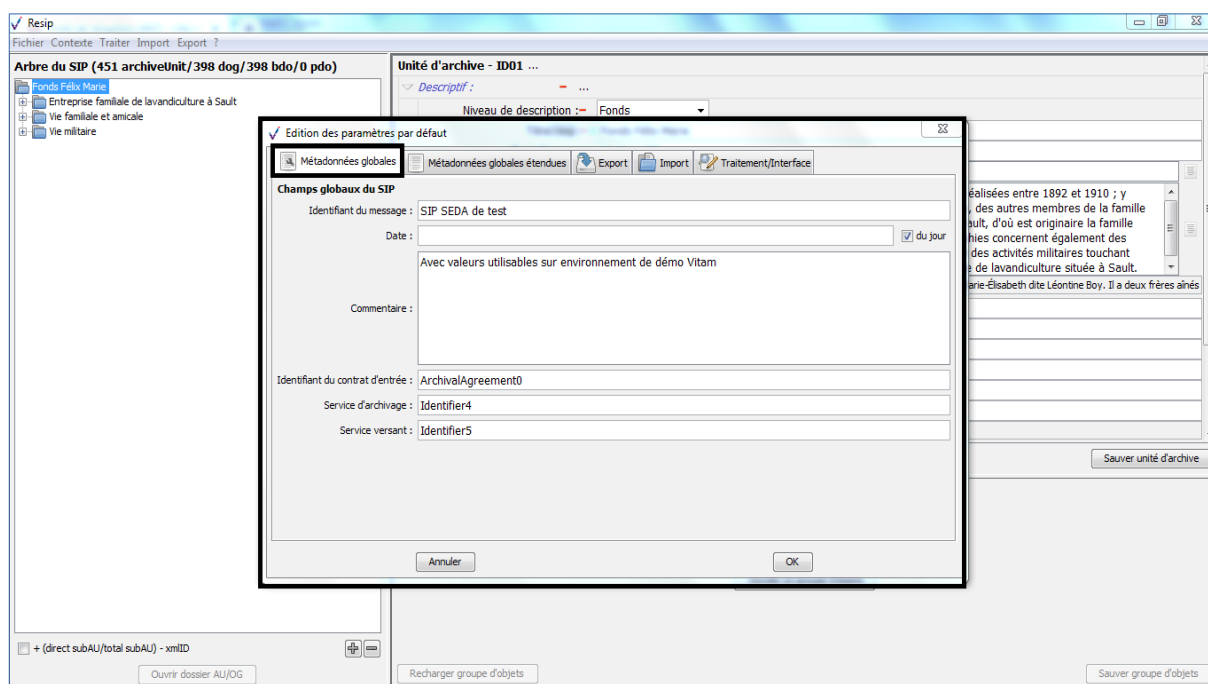 Resip
Fichier Contexte Traiter Import Export ?
Arbre du SIP (451 archiveUnit/398 dog/398 bdo/0 pdo)
Fonds Félix Marie
Entreprise familiale de lavandiculture à Sault
Vie familiale et amicale
Vie militaire
+ (direct subAU/total subAU) - xmlID
Ouvrir dossier AU/OG
Unité d'archive - ID01 ...
Descriptif : - ...
Niveau de description :- Fonds
Edition des paramètres par défaut
Métadonnées globales
Métadonnées globales étendues
Export
Import
Traitement/Interface
Champs globaux du SIP
Identifiant du message : SIP SEDA de test
Date :
du jour
Commentaire :
Avec valeurs utilisables sur environnement de démo Vitam
Identifiant du contrat d'entrée : ArchivalAgreement0
Service d'archivage : Identifier4
Service versant : Identifier5
Annuler
OK
éalisées entre 1892 et 1910 ; y
, des autres membres de la famille
ault, d'où est originaire la famille
hies concernent également des
des activités militaires touchant
e de lavandiculture située à Sault.
arie-Élisabeth dite Léontine Boy. Il a deux frères aînés
Sauver unité d'archive
Recharger groupe d'objets
Sauver groupe d'objets